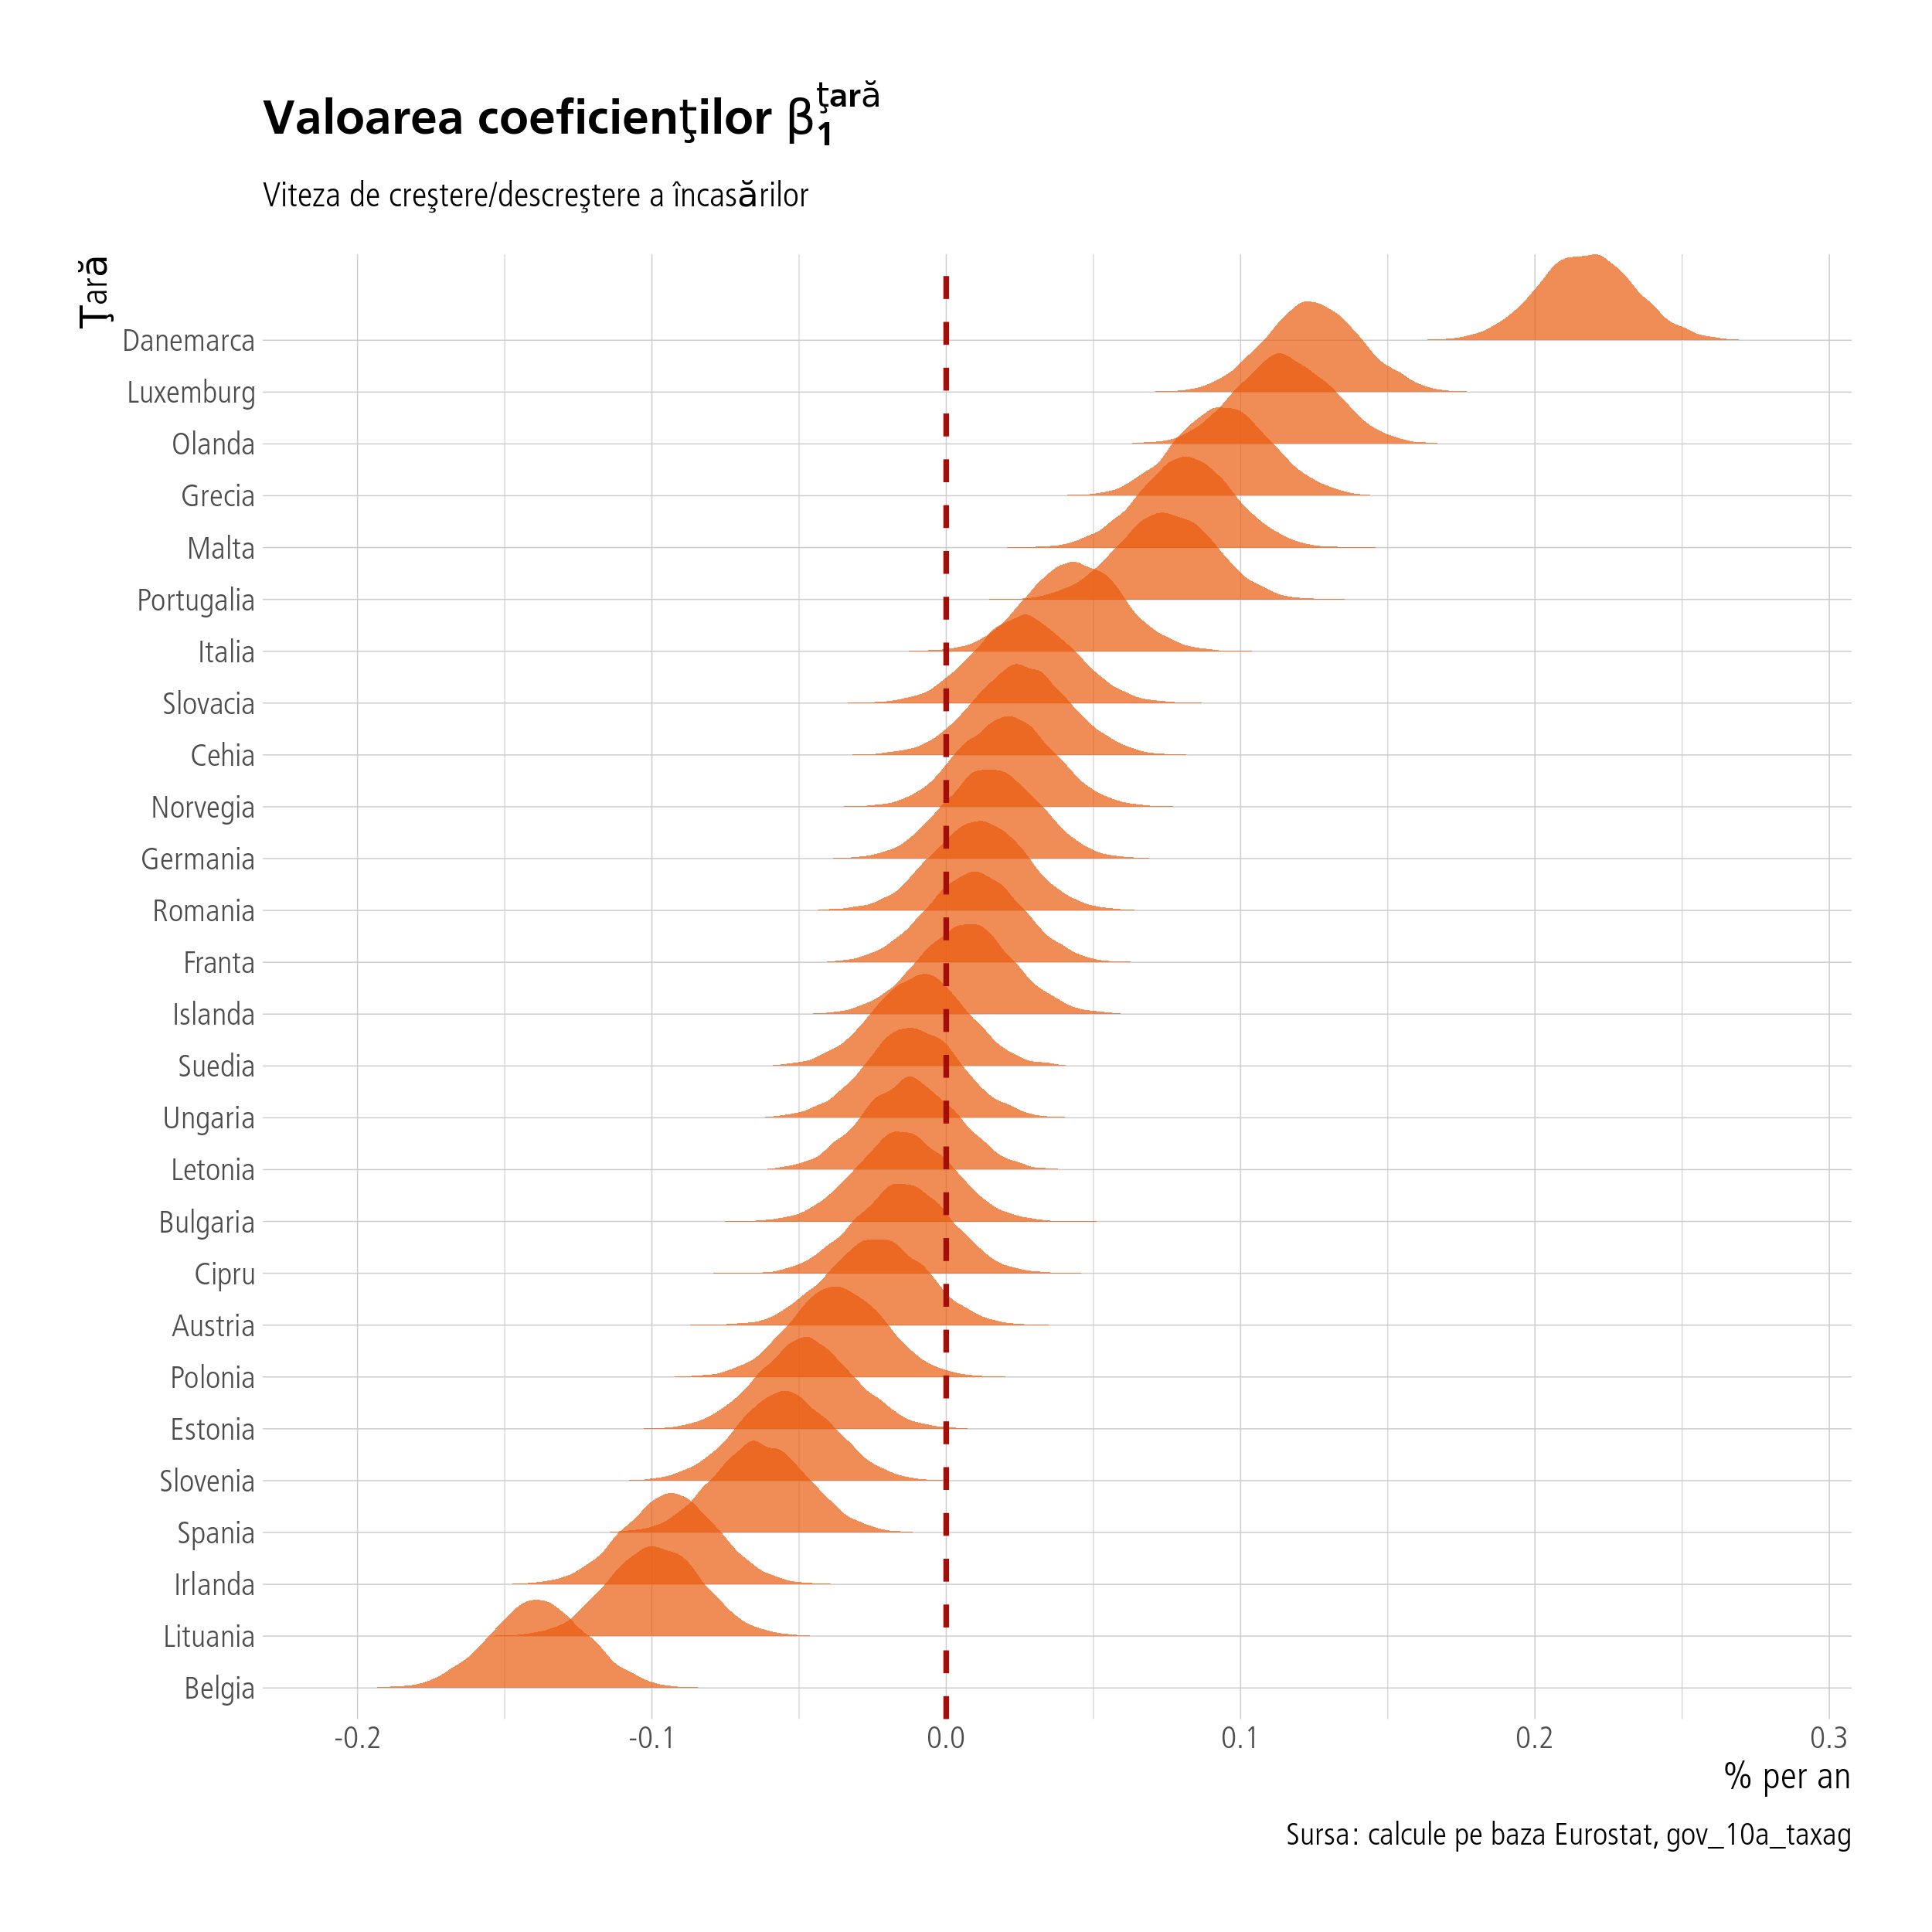 Valoarea coeficienţilor β₁ţară
Viteza de creştere/descreştere a încasărilor
Ţară
Danemarca
Luxemburg
Olanda
Grecia
Malta
Portugalia
Italia
Slovacia
Cehia
Norvegia
Germania
Romania
Franta
Islanda
Suedia
Ungaria
Letonia
Bulgaria
Cipru
Austria
Polonia
Estonia
Slovenia
Spania
Irlanda
Lituania
Belgia
-0.2 -0.1 0.0 0.1 0.2 0.3
% per an
Sursa: calcule pe baza Eurostat, gov_10a_taxag